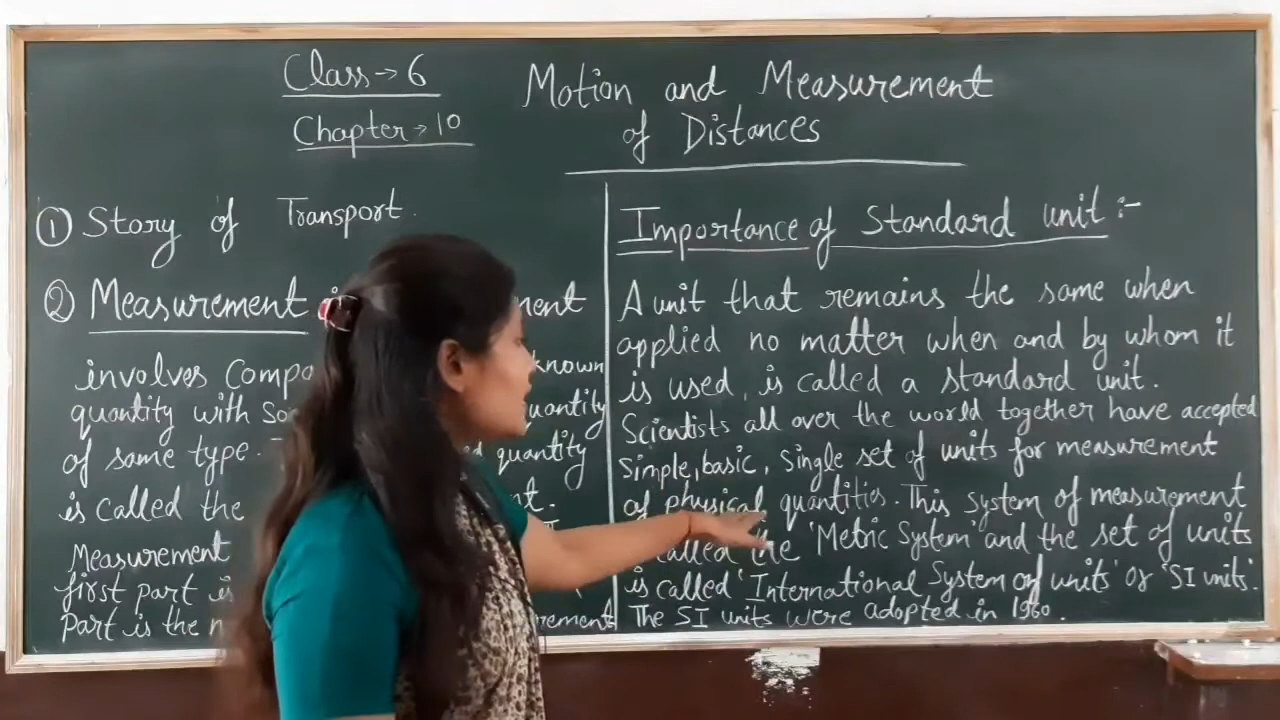 Class → 6
Chapter → 10
Motion and Measurement
of Distances
① Story of Transport.
② Measurement
involves known
quantity with quantity
of same type. quantity
is called the
Measurement
first part is
Part is the
Importance of Standard unit :-
A unit that remains the same when
applied no matter when and by whom it
is used, is called a standard unit.
Scientists all over the world together have accepted
Simple, basic, single set of units for measurement
of physical quantities. This system of measurement
called the 'Metric System' and the set of units
is called 'International System of units' or 'SI units'.
The SI units were adopted in 1960.